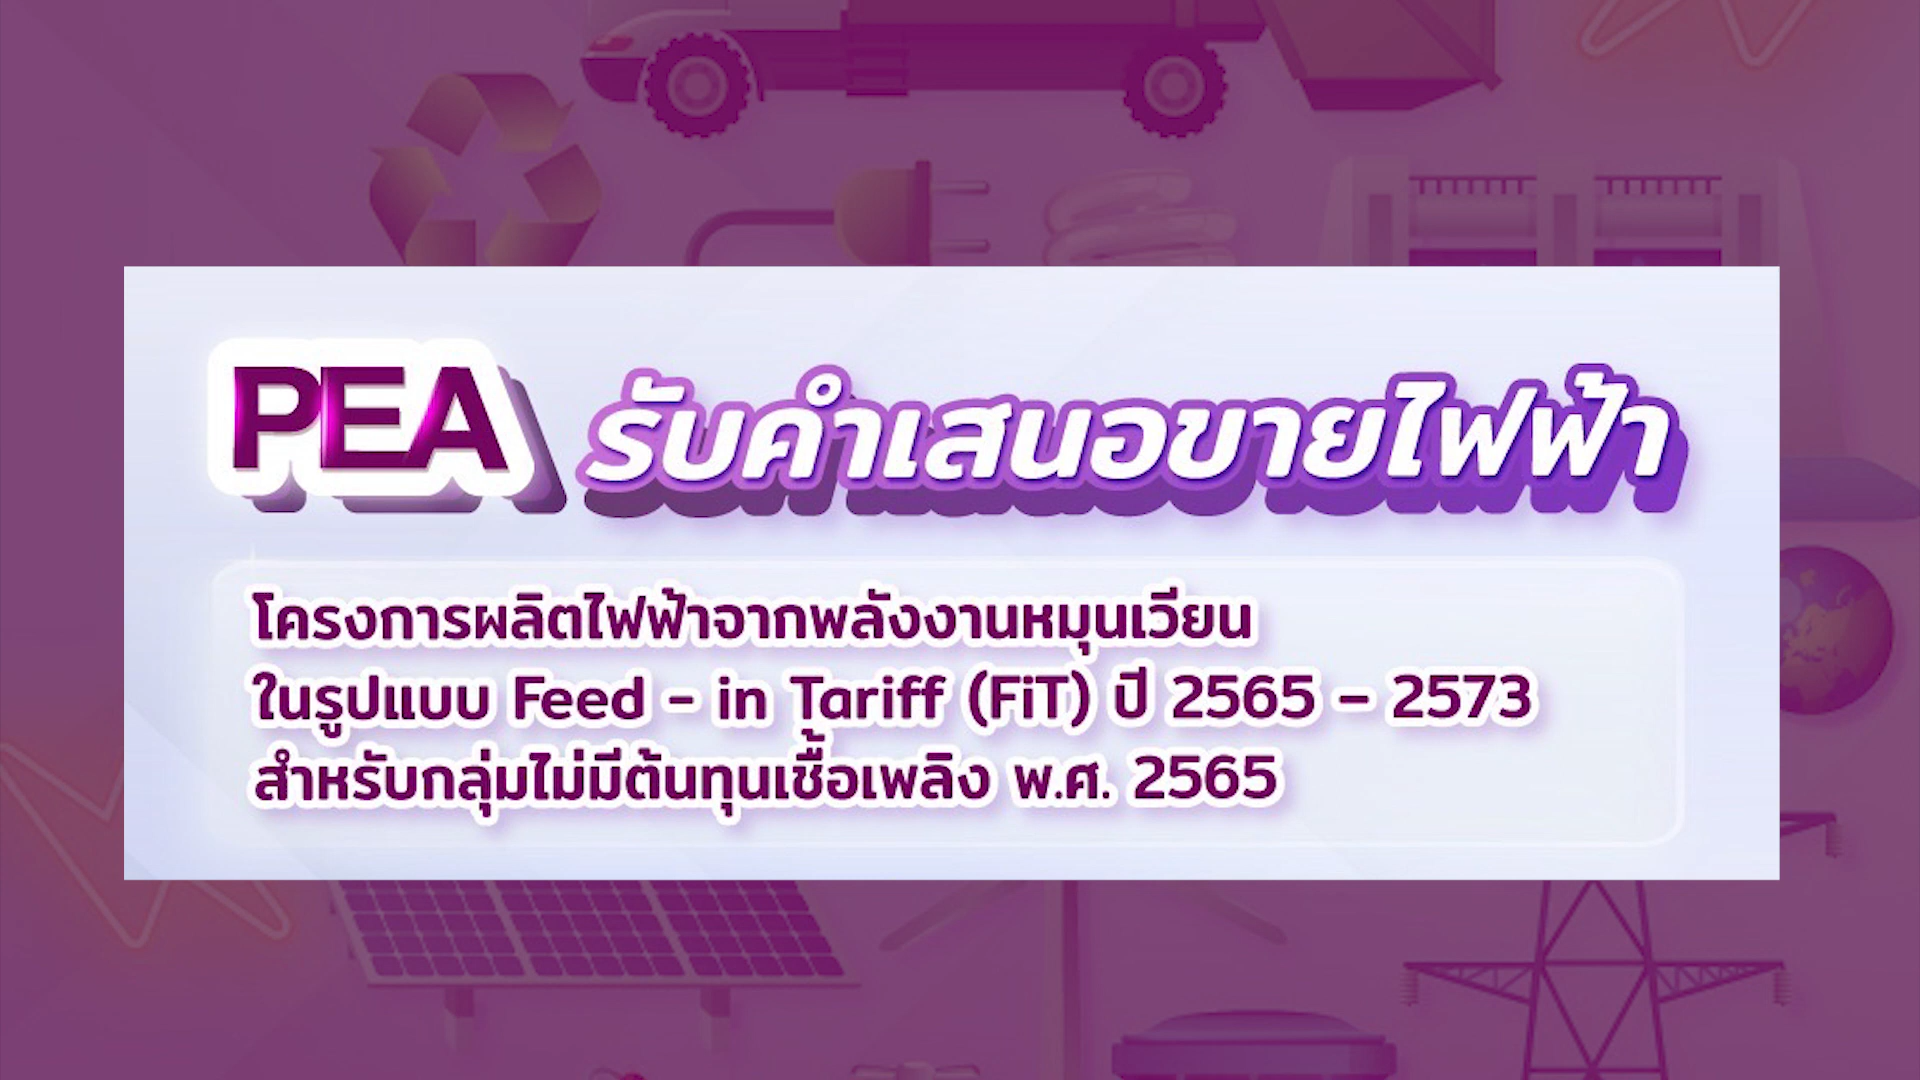 PEA รับคำเสนอขายไฟฟ้า
โครงการผลิตไฟฟ้าจากพลังงานหมุนเวียน
ในรูปแบบ Feed - in Tariff (FiT) ปี 2565 – 2573
สำหรับกลุ่มไม่มีต้นทุนเชื้อเพลิง พ.ศ. 2565